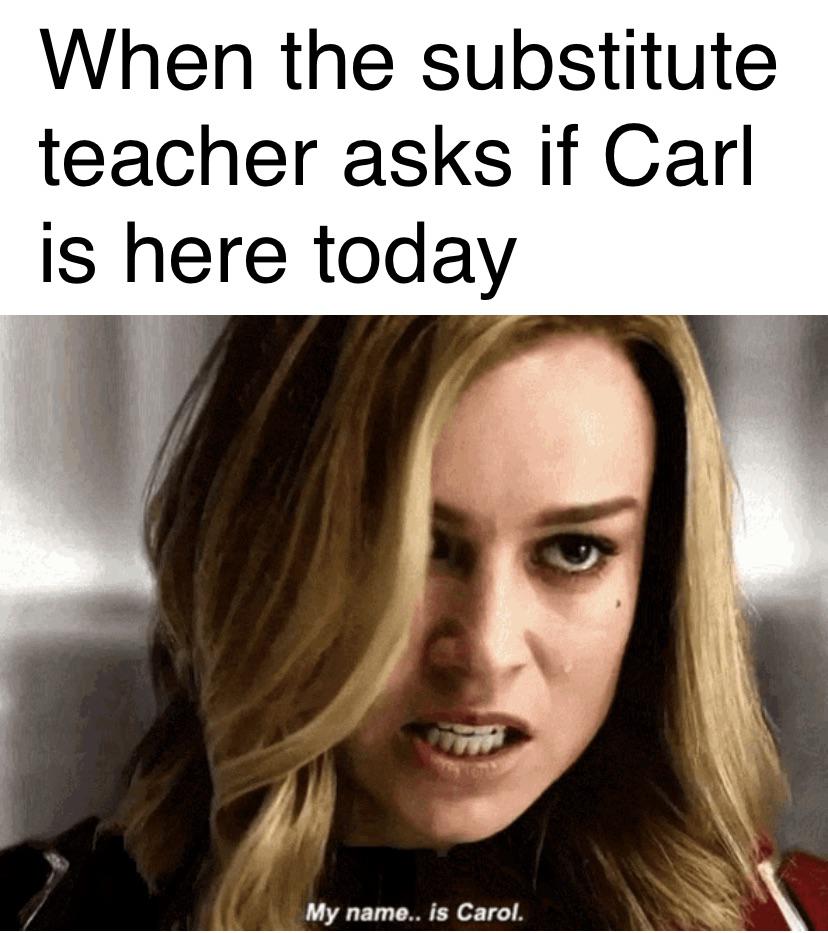 When the substitute
teacher asks if Carl
is here today
My name.. is Carol.